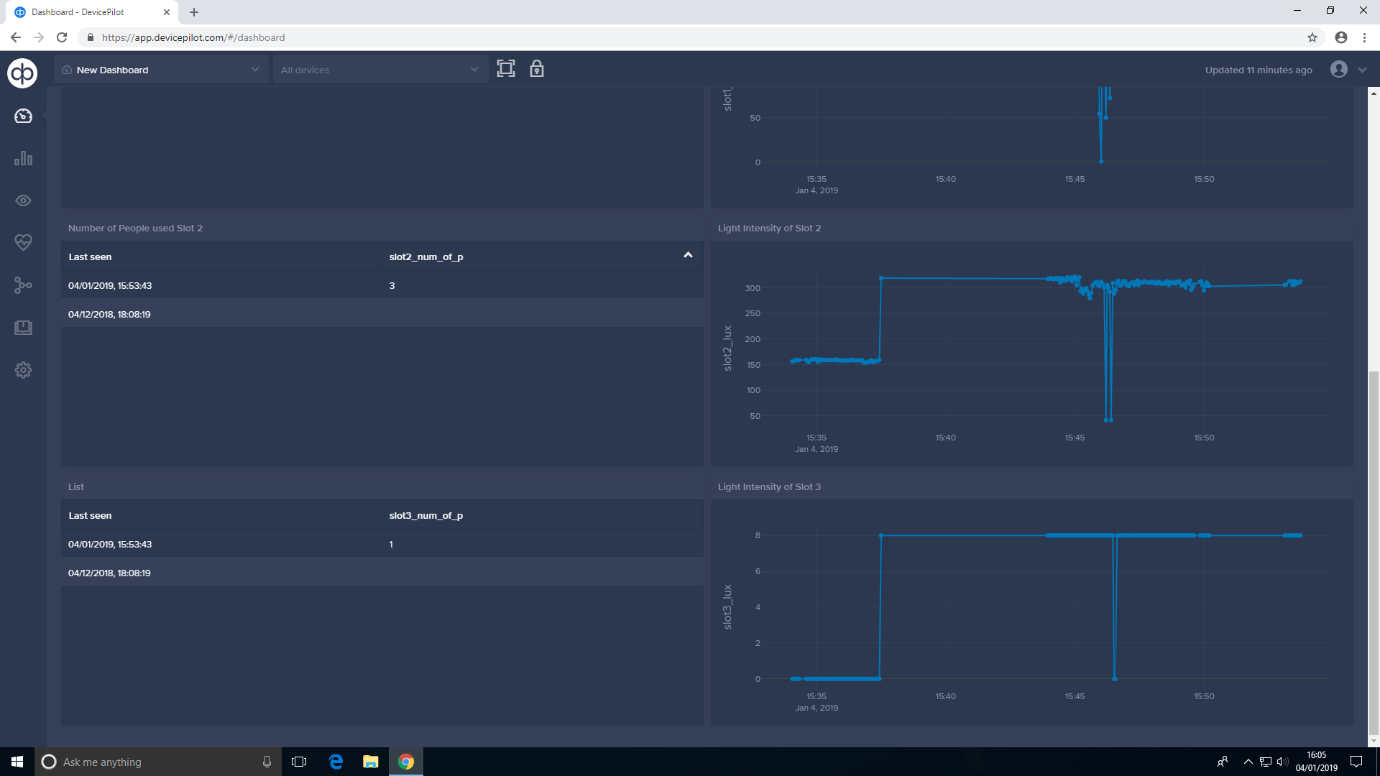 Dashboard - DevicePilot
https://app.devicepilot.com/#/dashboard
dp
New Dashboard
All devices
Updated 11 minutes ago
slot1_
50
0
15:35
15:40
15:45
15:50
Jan 4, 2019
Number of People used Slot 2
Last seen
slot2_num_of_p
04/01/2019, 15:53:43
3
04/12/2018, 18:08:19
Light Intensity of Slot 2
slot2_lux
300
250
200
150
100
50
15:35
15:40
15:45
15:50
Jan 4, 2019
List
Last seen
slot3_num_of_p
04/01/2019, 15:53:43
1
04/12/2018, 18:08:19
Light Intensity of Slot 3
slot3_lux
8
6
4
2
0
15:35
15:40
15:45
15:50
Jan 4, 2019
Ask me anything
16:05
04/01/2019